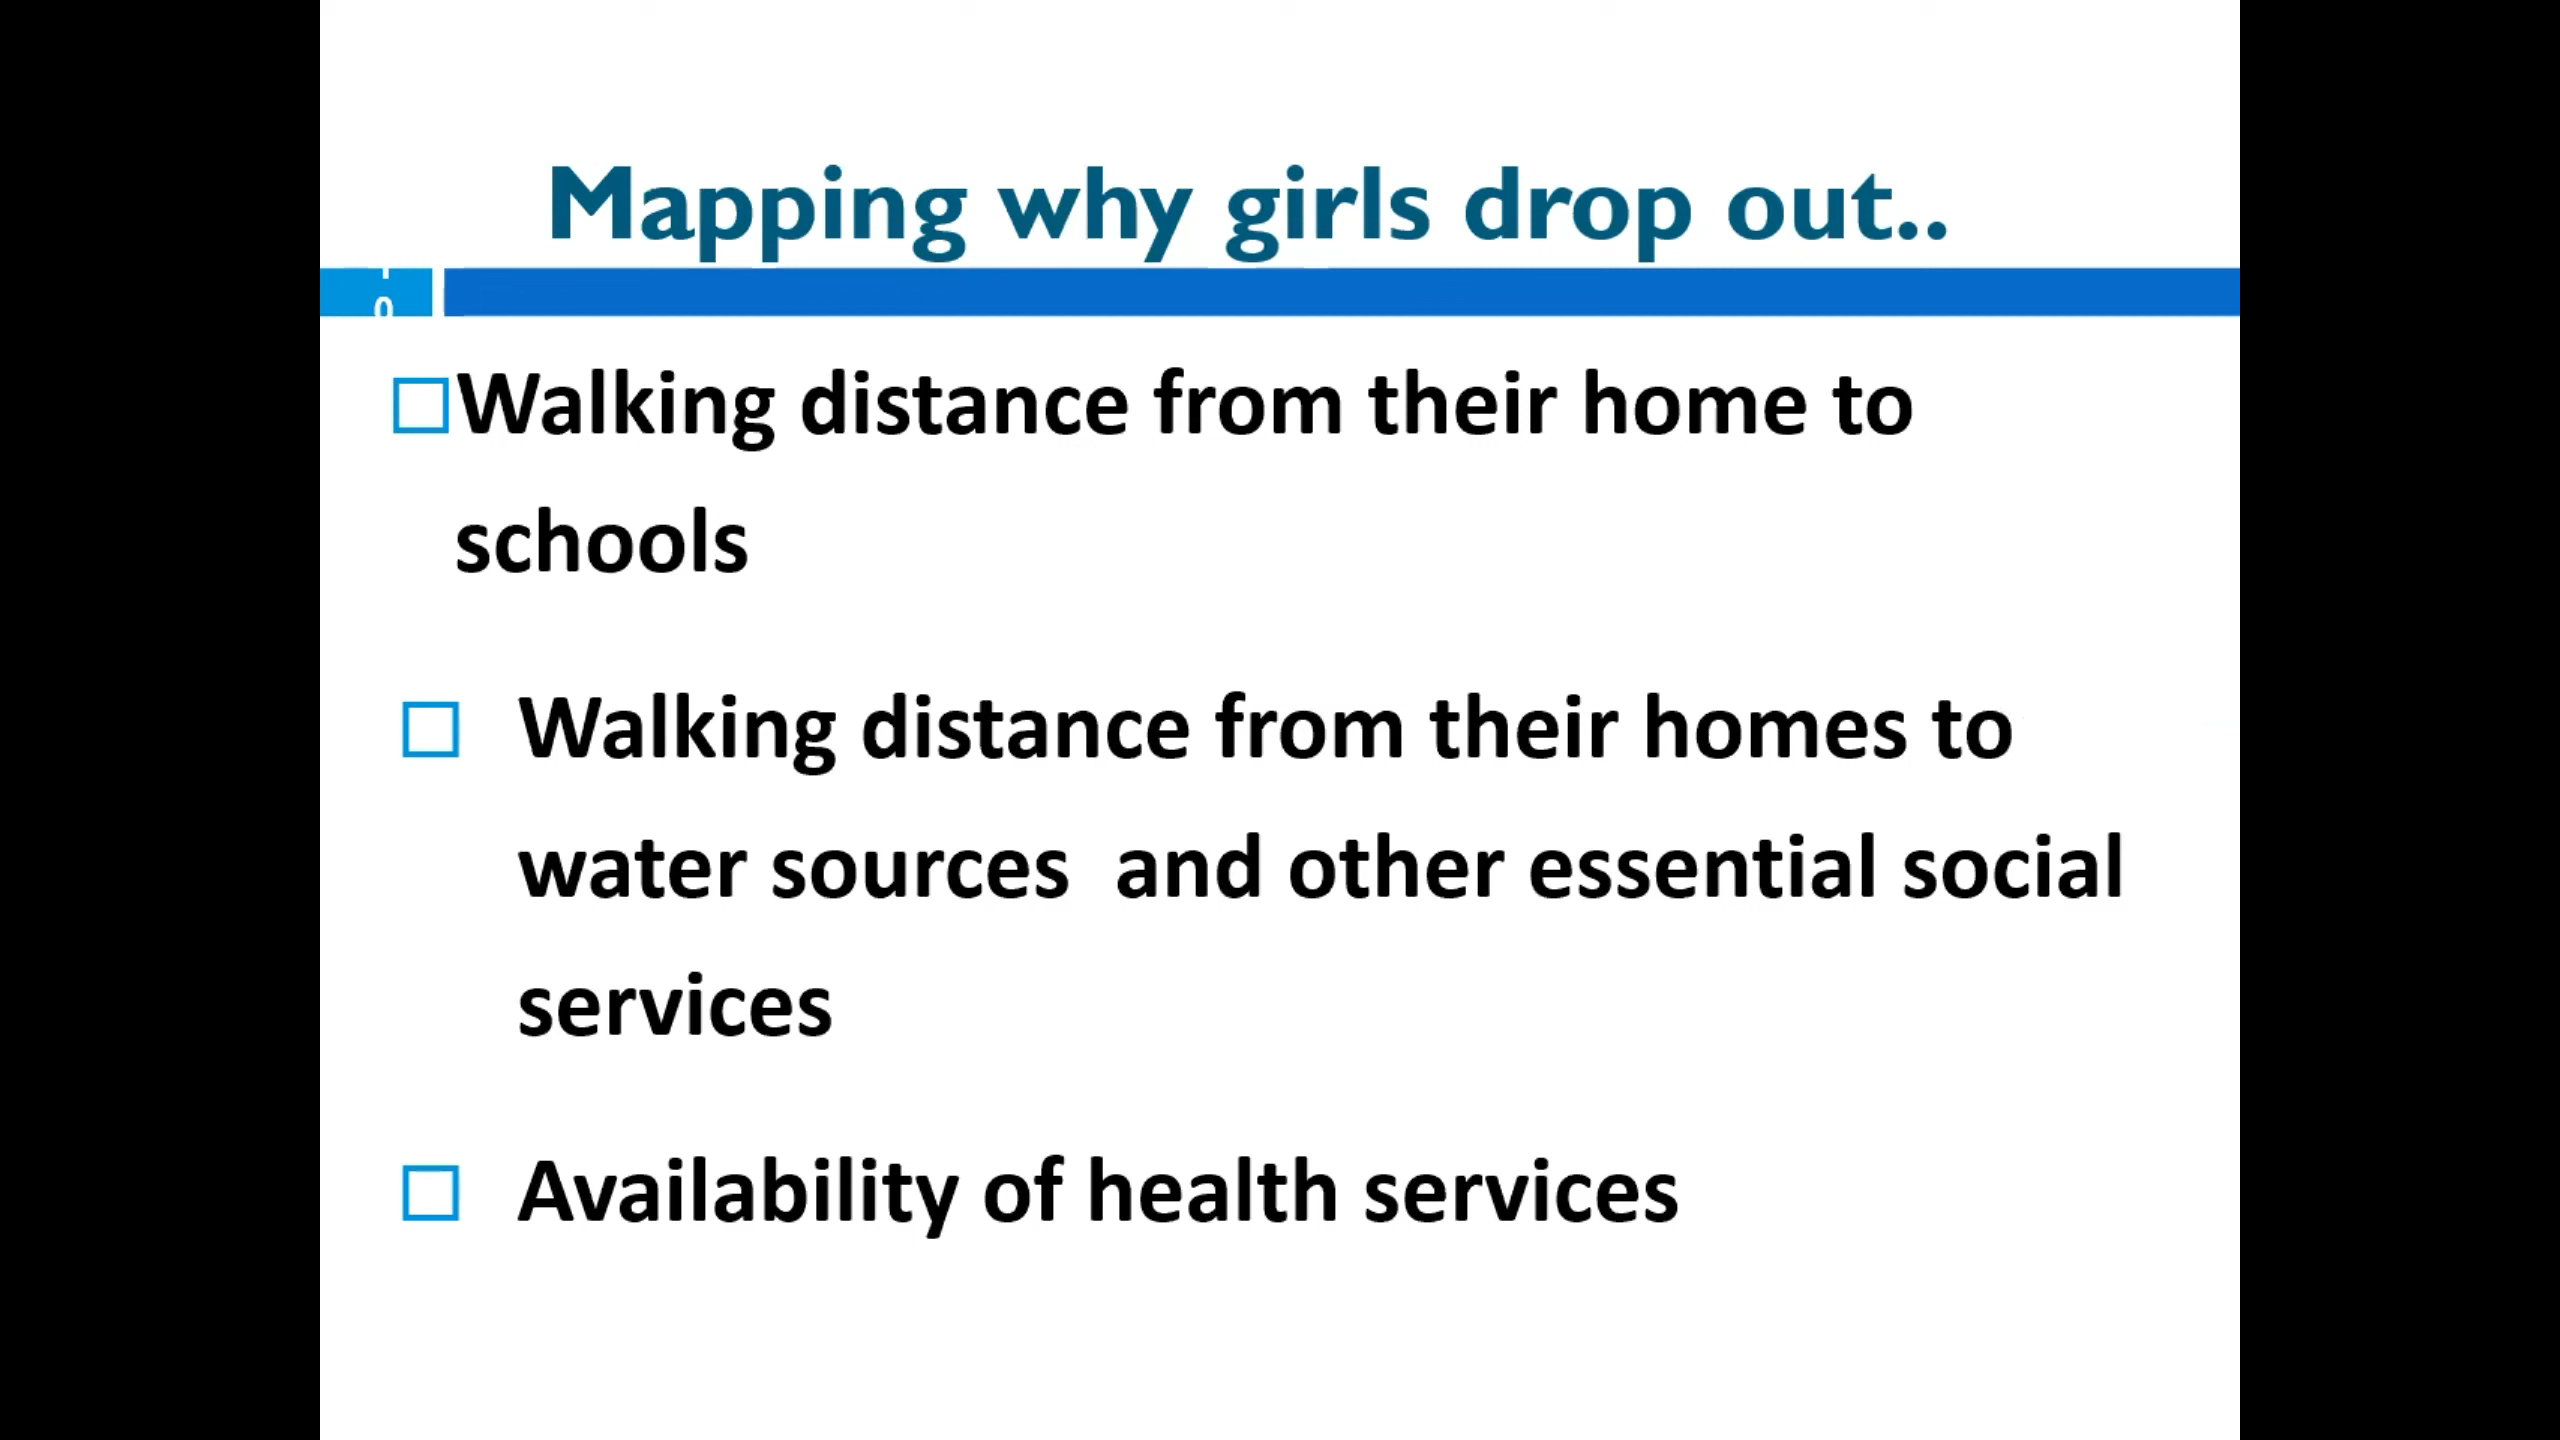 Mapping why girls drop out..
Walking distance from their home to
schools
Walking distance from their homes to
water sources  and other essential social
services
Availability of health services